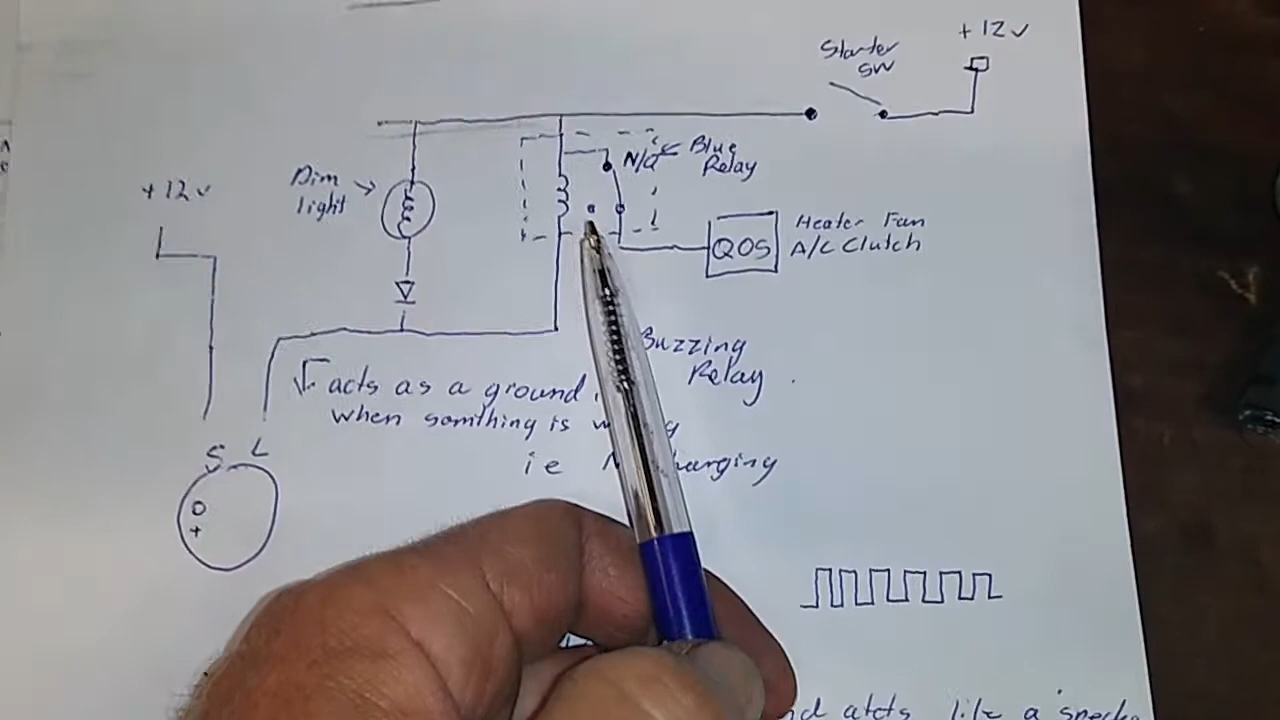 +12v
Starter
SW
Blue
Relay
Dim
light
+12v
Heater Fan
QOS
A/C Clutch
Buzzing
Relay.
acts as a ground
when somthing is
ie
S L
+
like a